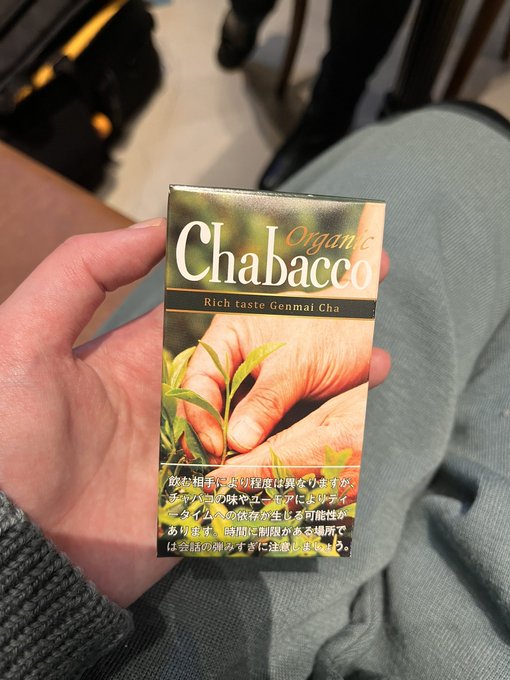 Organic
Chabacco
Rich taste Genmai Cha
飲む相手により程度は異なりますが、
チャバコの味やユーモアによりティ
ータイムへの依存が生じる可能性が
あります。時間に制限がある場所で
は会話の弾みすぎに注意しましょう。